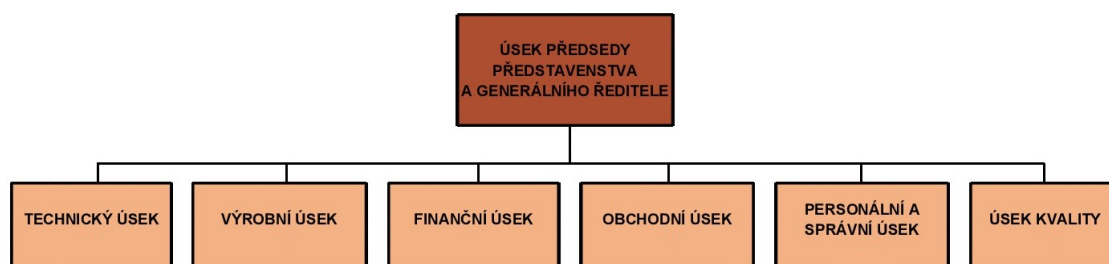 ÚSEK PŘEDSEDY
PŘEDSTAVENSTVA
A GENERÁLNÍHO ŘEDITELE
TECHNICKÝ ÚSEK
VÝROBNÍ ÚSEK
FINANČNÍ ÚSEK
OBCHODNÍ ÚSEK
PERSONÁLNÍ A
SPRÁVNÍ ÚSEK
ÚSEK KVALITY